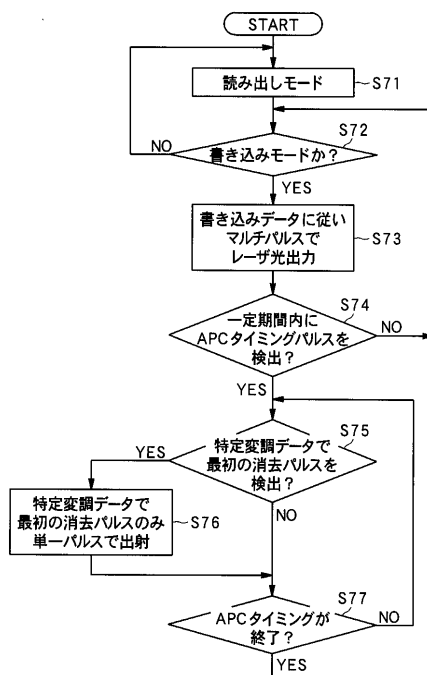 START
読み出しモード
S71
S72
書き込みモードか?
NO
YES
書き込みデータに従い
マルチパルスで
レーザ光出力
S73
S74
一定期間内に
APCタイミングパルスを
検出?
NO
YES
S75
特定変調データで
最初の消去パルスを
検出?
YES
NO
特定変調データで
最初の消去パルスのみ
単一パルスで出射
S76
S77
APCタイミングが
終了?
NO
YES